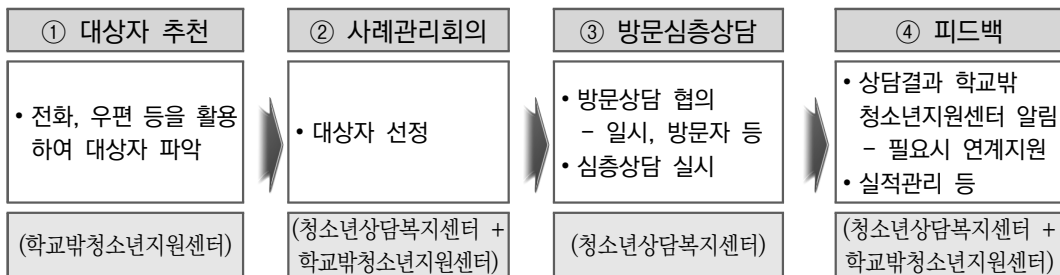 ① 대상자 추천
• 전화, 우편 등을 활용
하여 대상자 파악
(학교밖청소년지원센터)
② 사례관리회의
• 대상자 선정
(청소년상담복지센터 +
학교밖청소년지원센터)
③ 방문심층상담
• 방문상담 협의
- 일시, 방문자 등
• 심층상담 실시
(청소년상담복지센터)
④ 피드백
• 상담결과 학교밖
청소년지원센터 알림
- 필요시 연계지원
• 실적관리 등
(청소년상담복지센터 +
학교밖청소년지원센터)